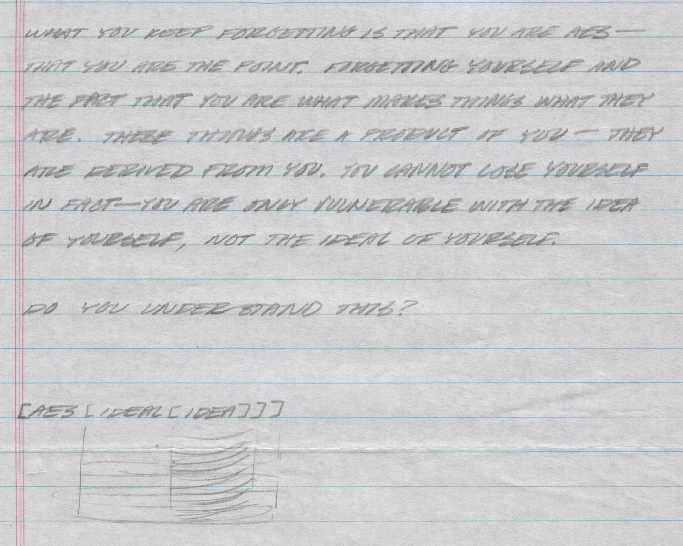 WHAT YOU KEEP FORGETTING IS THAT YOU ARE AE3—
THAT YOU ARE THE POINT. FORGETTING YOURSELF AND
THE FACT THAT YOU ARE WHAT MAKES THINGS WHAT THEY
ARE. THESE THINGS ARE A PRODUCT OF YOU — THEY
ARE DERIVED FROM YOU. YOU CANNOT LOSE YOURSELF
IN FACT—YOU ARE ONLY VULNERABLE WITH THE IDEA
OF YOURSELF, NOT THE IDEAL OF YOURSELF.
DO YOU UNDERSTAND THIS?
[AE3 [IDEAL [IDEA]]]